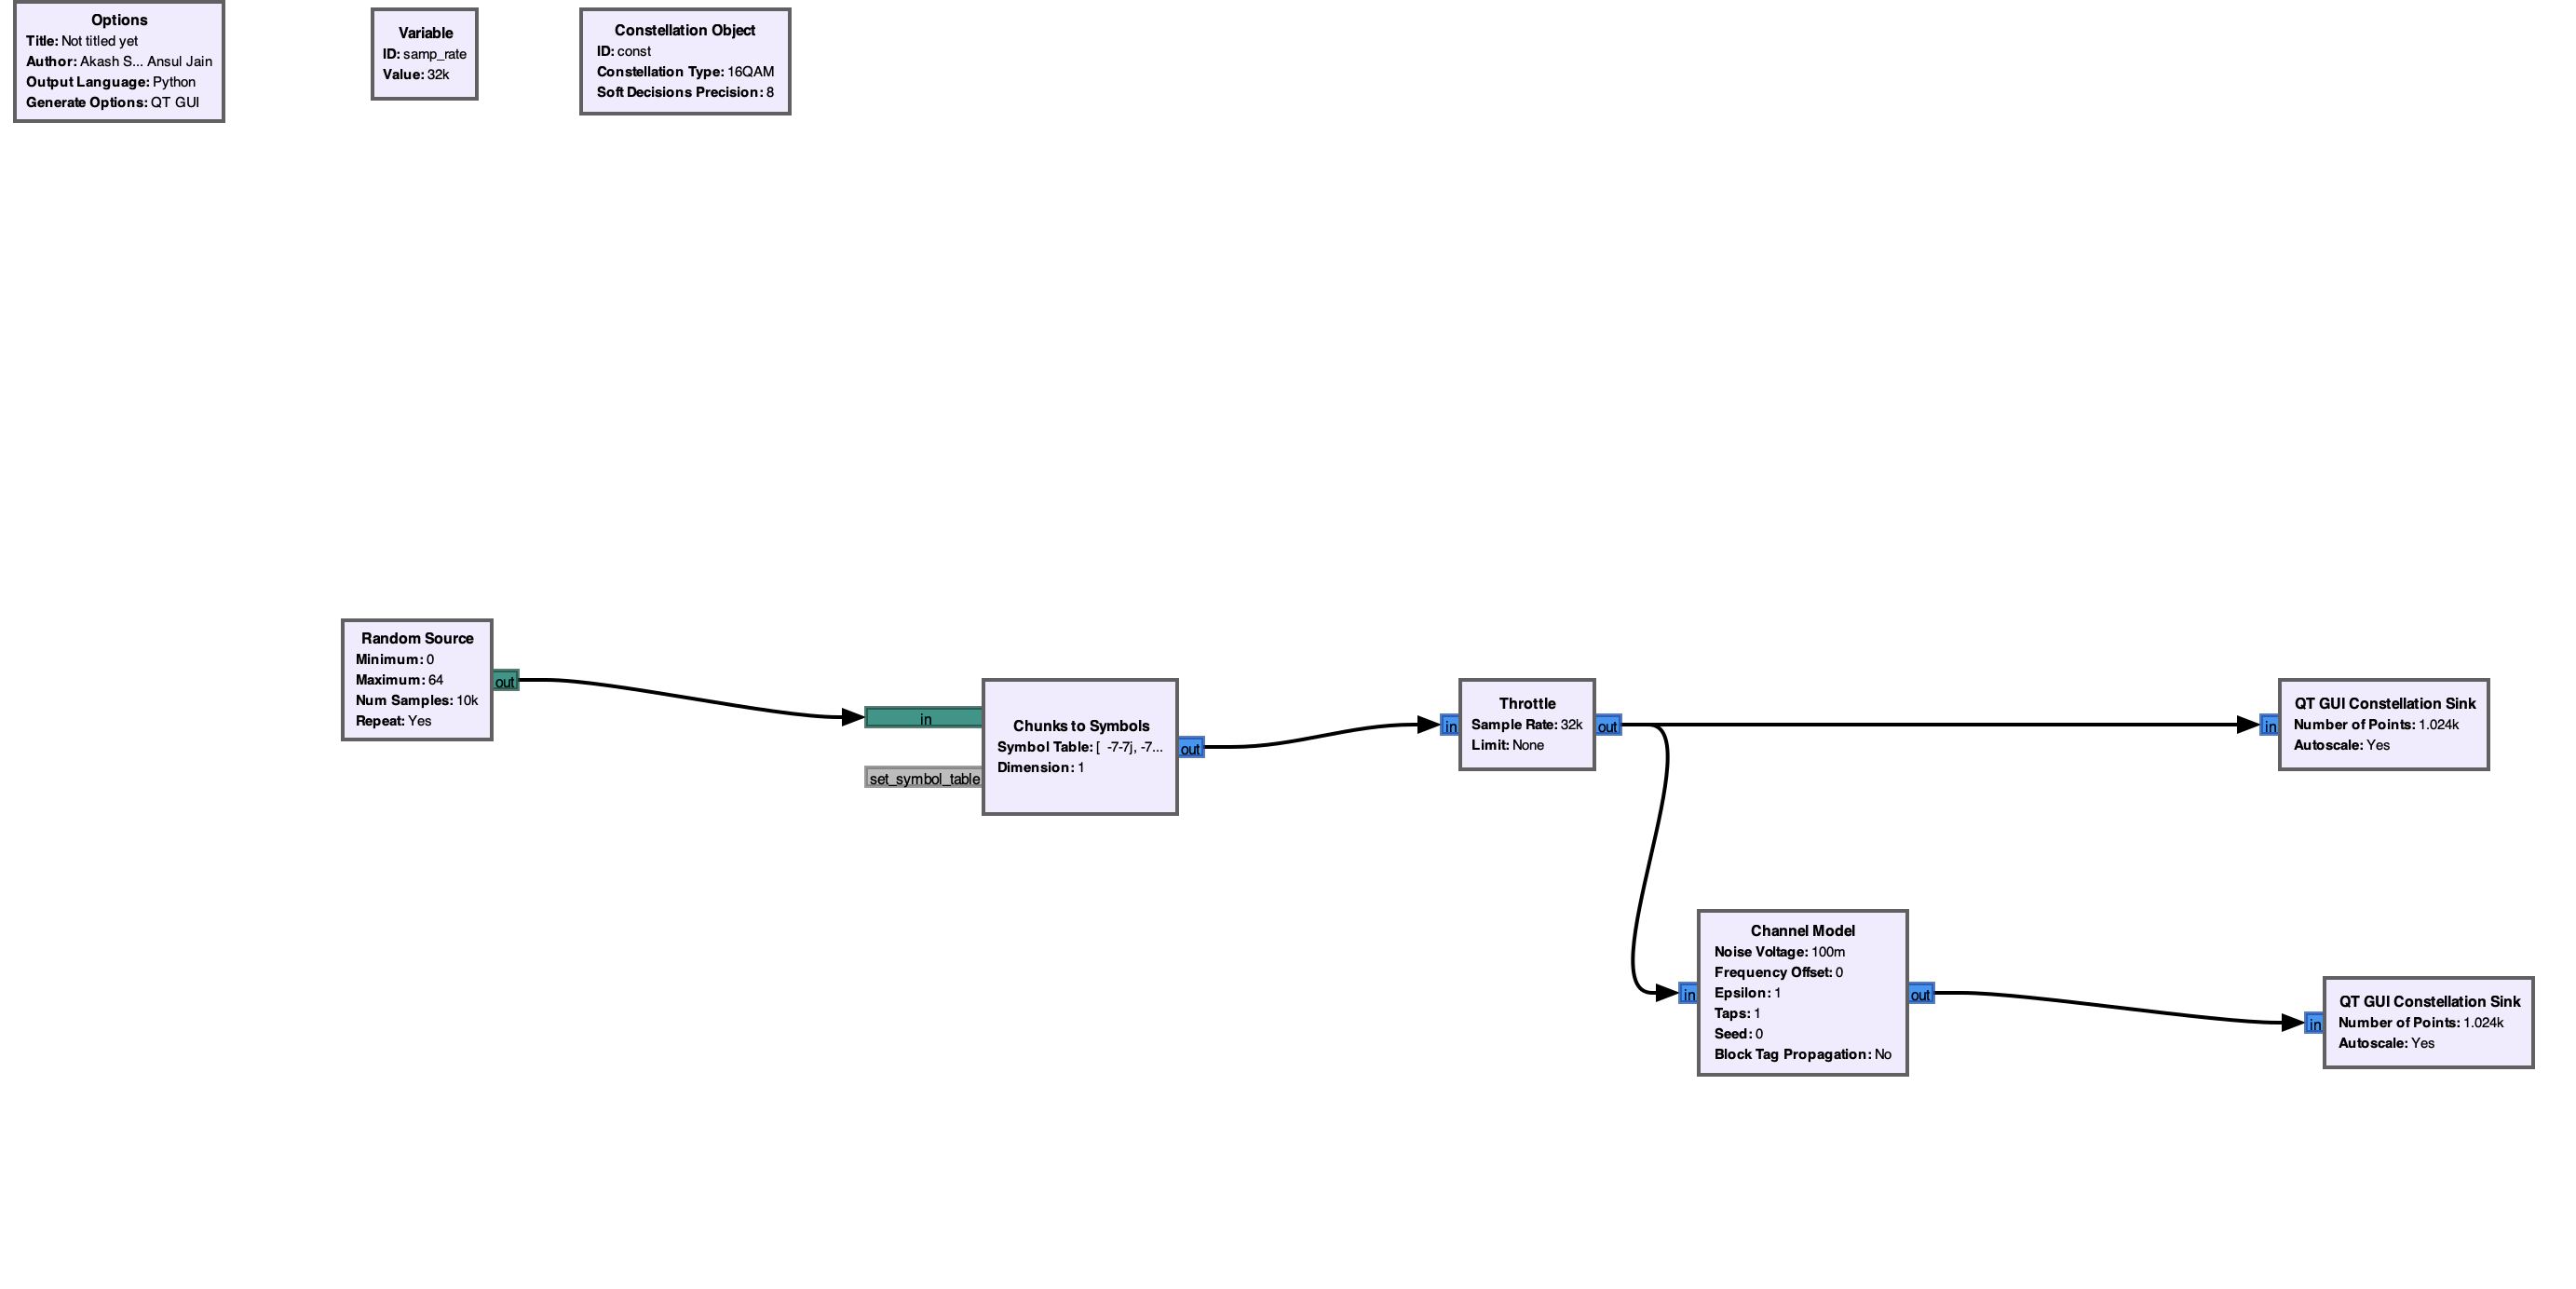 Options
Title: Not titled yet
Author: Akash S... Ansul Jain
Output Language: Python
Generate Options: QT GUI
Variable
ID: samp_rate
Value: 32k
Constellation Object
ID: const
Constellation Type: 16QAM
Soft Decisions Precision: 8
Random Source
Minimum: 0
Maximum: 64
Num Samples: 10k
Repeat: Yes
out
in
set_symbol_table
Chunks to Symbols
Symbol Table: [ -7-7j, -7...
Dimension: 1
out
in
Throttle
Sample Rate: 32k
Limit: None
out
in
QT GUI Constellation Sink
Number of Points: 1.024k
Autoscale: Yes
in
Channel Model
Noise Voltage: 100m
Frequency Offset: 0
Epsilon: 1
Taps: 1
Seed: 0
Block Tag Propagation: No
out
in
QT GUI Constellation Sink
Number of Points: 1.024k
Autoscale: Yes